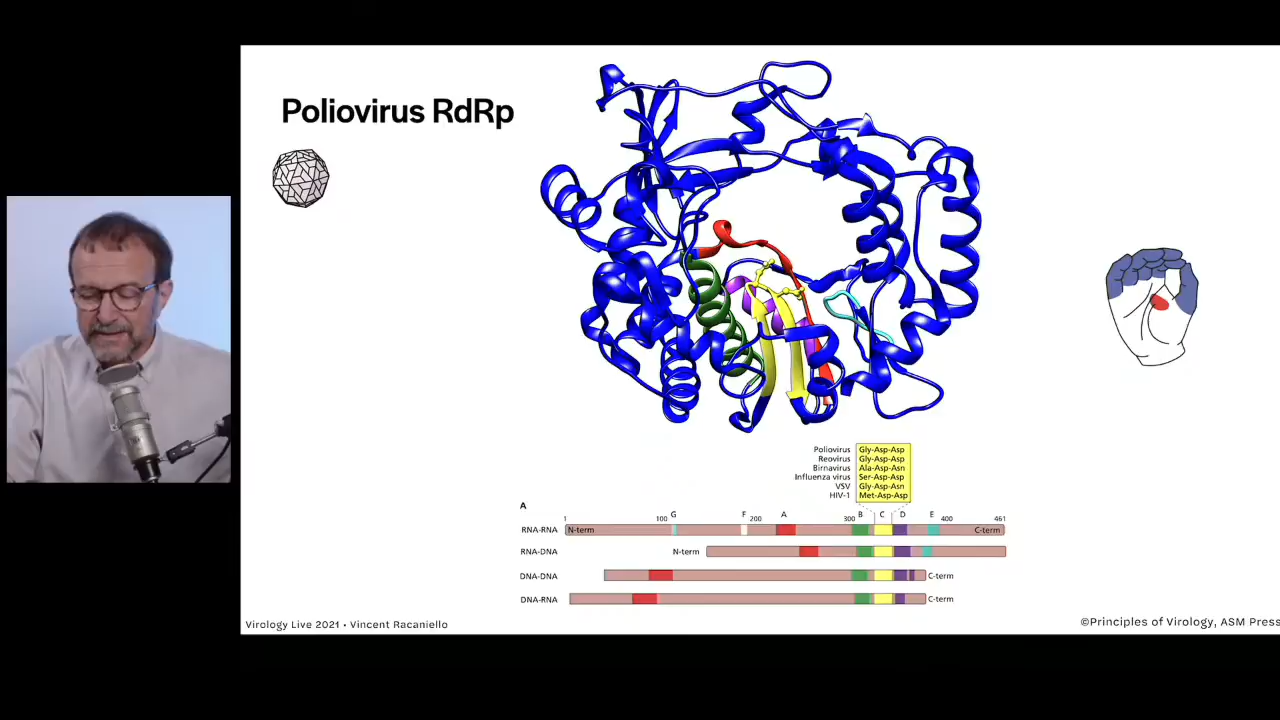 Poliovirus RdRp
Poliovirus Gly-Asp-Asp
Reovirus Gly-Asp-Asp
Birnavirus Ala-Asp-Asn
Influenza virus Ser-Asp-Asp
VSV Gly-Asp-Asn
HIV-1 Met-Asp-Asp
A
G F A B C D E
1 100 200 300 400 461
RNA-RNA N-term C-term
RNA-DNA N-term
DNA-DNA C-term
DNA-RNA C-term
Virology Live 2021 • Vincent Racaniello
©Principles of Virology, ASM Press